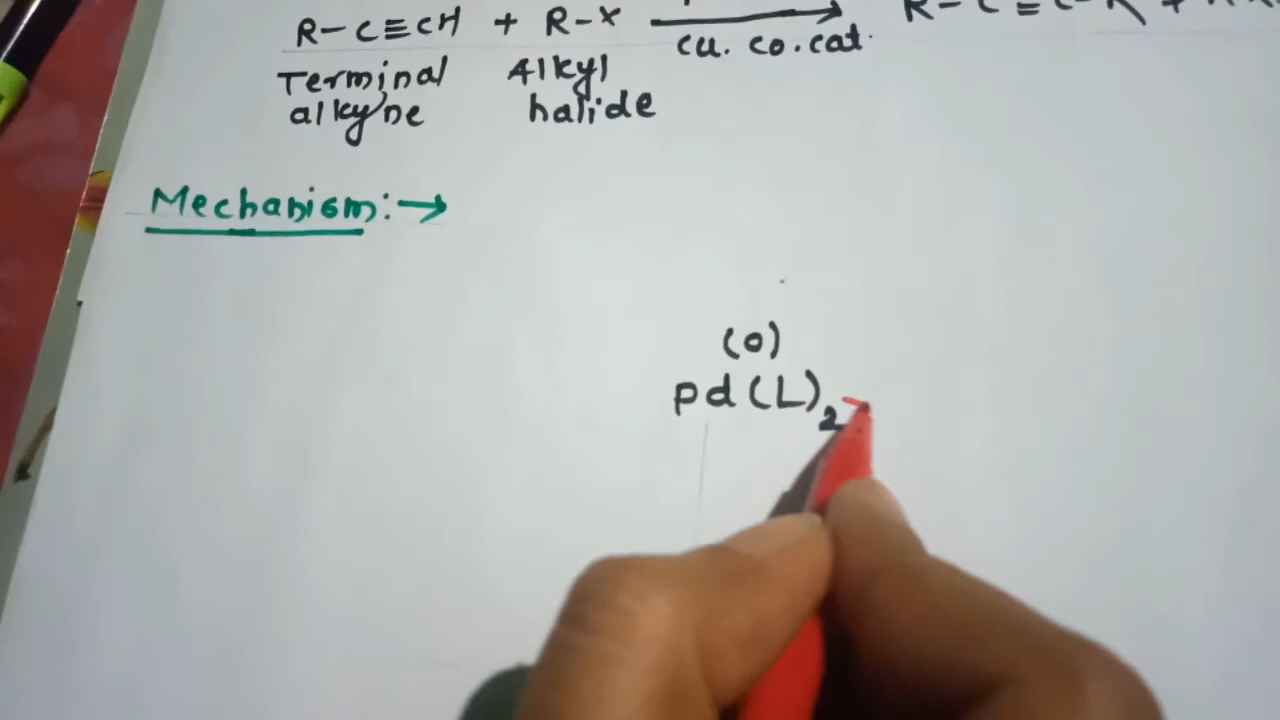 R-C≡CH + R-X ⟶ R-C≡C-R +
cu. co. cat.
Terminal Alkyl
alkyne halide
Mechanism:→
(0)
pd(L)2